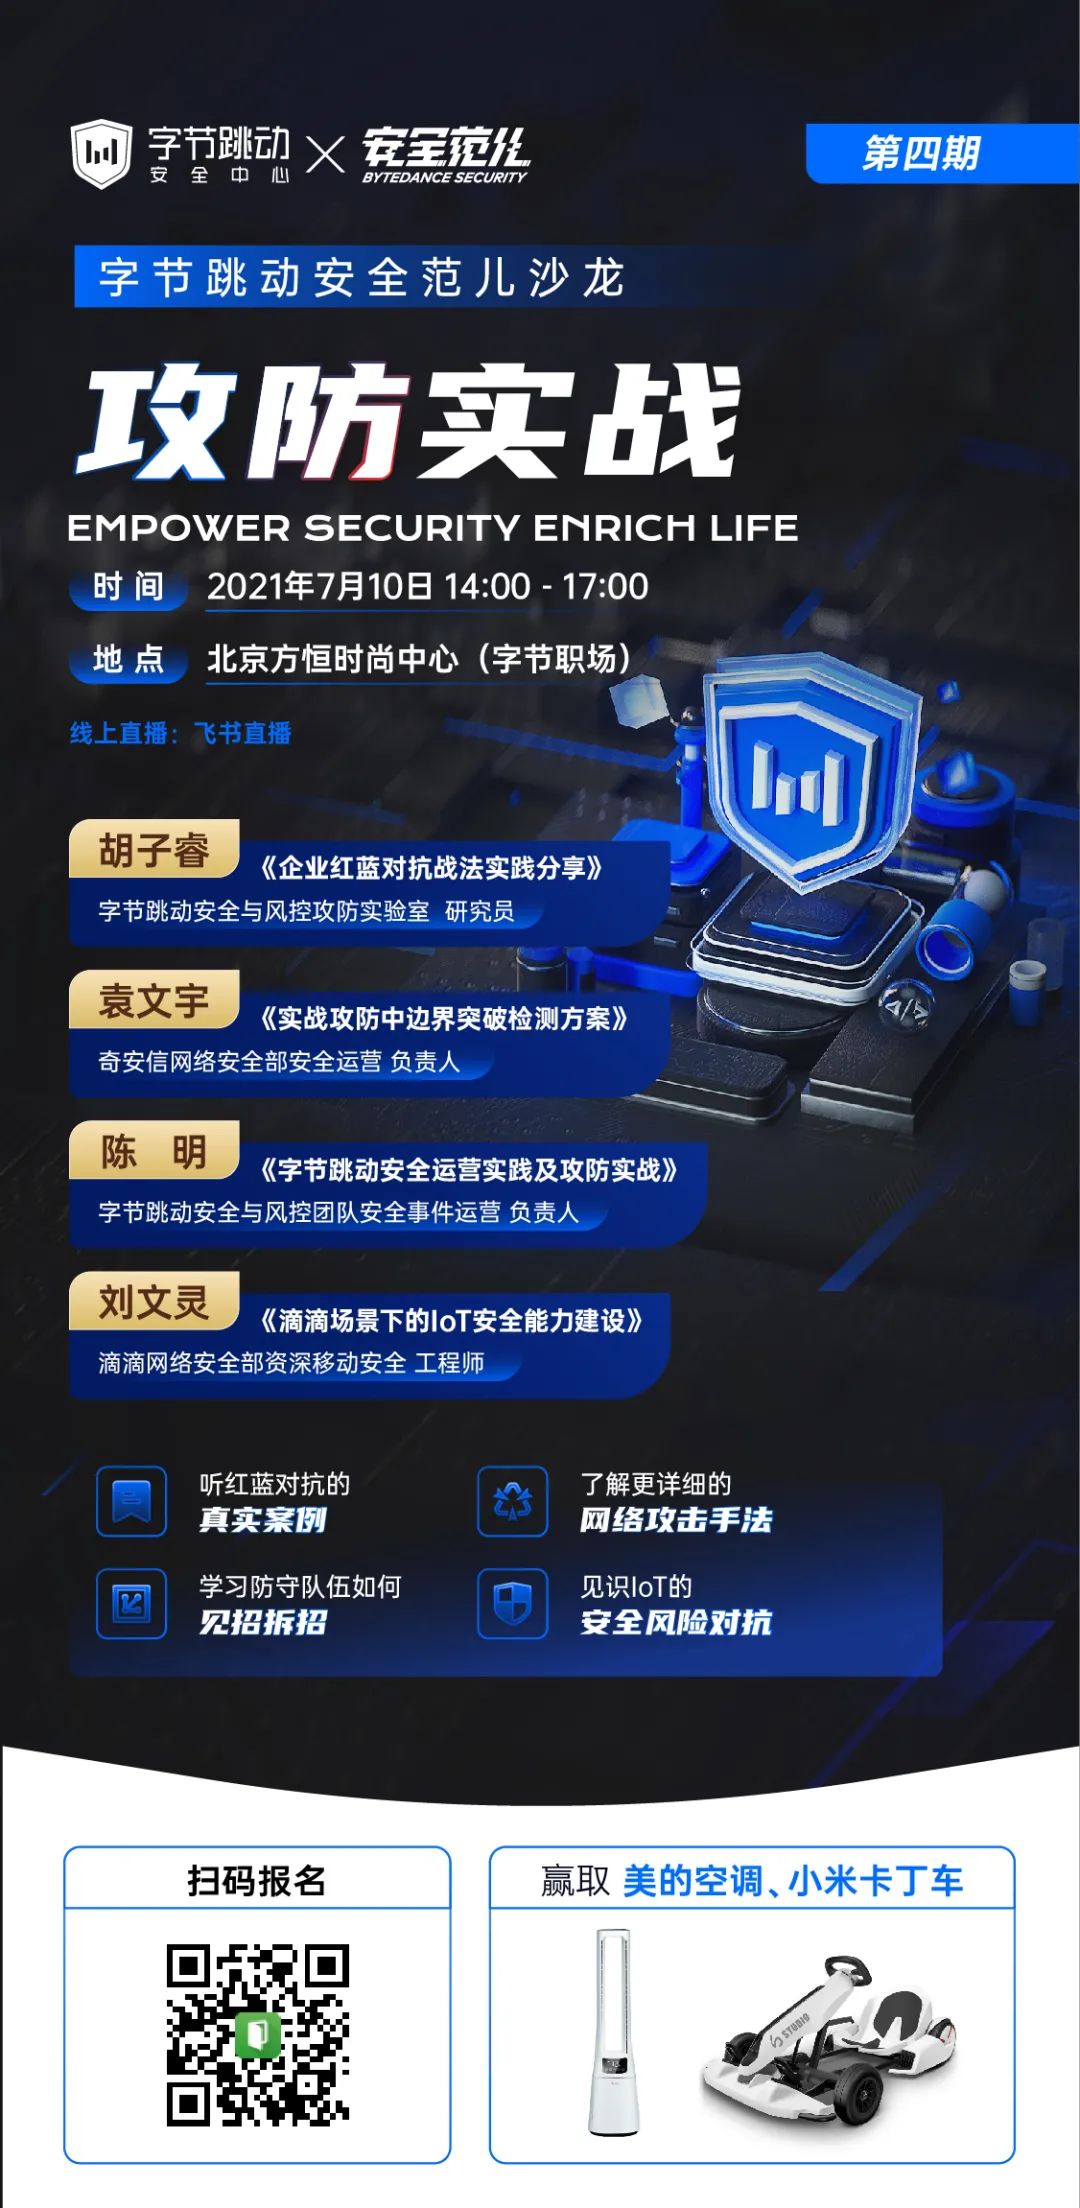 字节跳动
安全中心
安全范儿
BYTEDANCE SECURITY
第四期
字节跳动安全范儿沙龙
攻防实战
EMPOWER SECURITY ENRICH LIFE
时间 2021年7月10日 14:00 - 17:00
地点 北京方恒时尚中心（字节职场）
线上直播：飞书直播
胡子睿
《企业红蓝对抗战法实践分享》
字节跳动安全与风控攻防实验室 研究员
袁文宇
《实战攻防中边界突破检测方案》
奇安信网络安全部安全运营 负责人
陈 明
《字节跳动安全运营实践及攻防实战》
字节跳动安全与风控团队安全事件运营 负责人
刘文灵
《滴滴场景下的IoT安全能力建设》
滴滴网络安全部资深移动安全 工程师
听红蓝对抗的
真实案例
了解更详细的
网络攻击手法
学习防守队伍如何
见招拆招
见识IoT的
安全风险对抗
扫码报名
赢取 美的空调、小米卡丁车
STUDIO